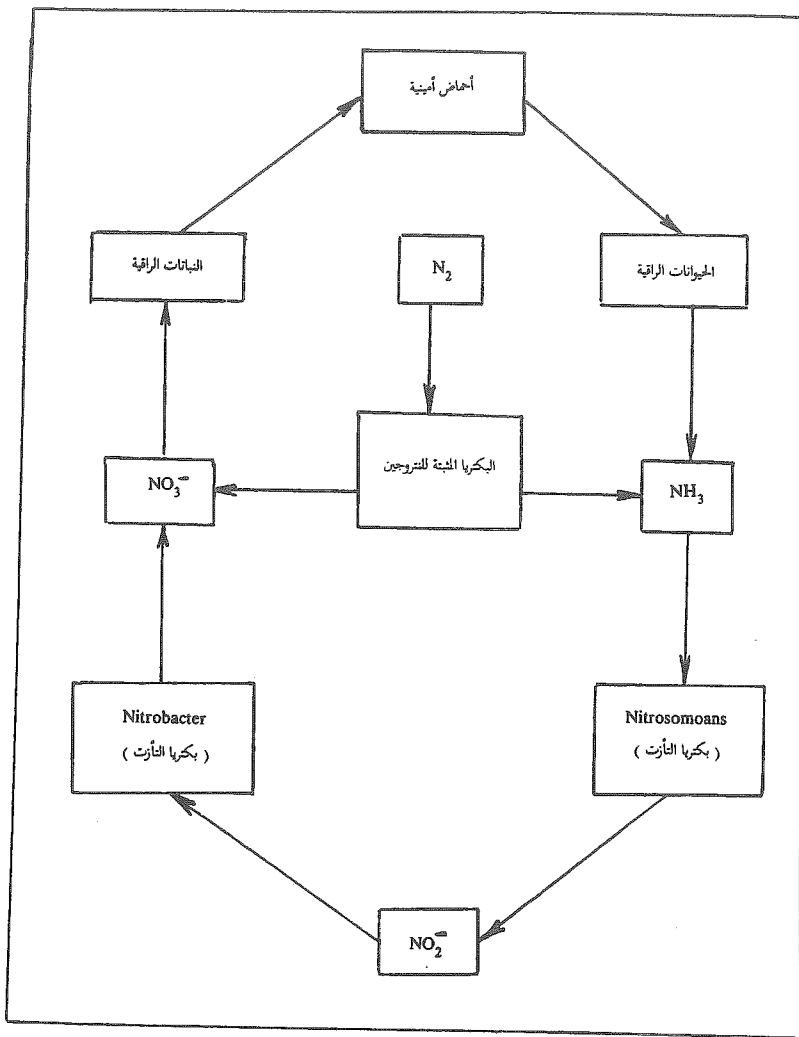 أحماض أمينية
النباتات الراقية
N₂
الحيوانات الراقية
البكتريا المثبتة للنتروجين
NO₃⁻
NH₃
Nitrobacter
( بكتريا التأزت )
Nitrosomoans
( بكتريا التأزت )
NO₂⁻